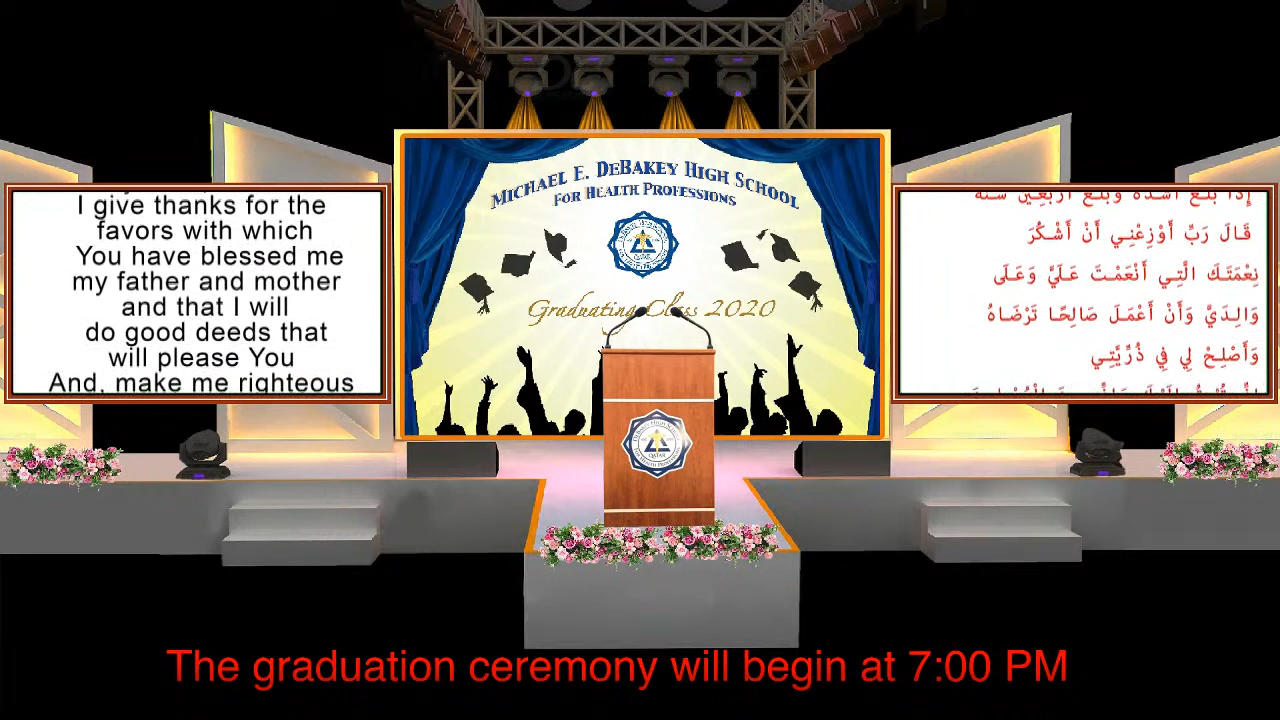 MICHAEL E. DEBAKEY HIGH SCHOOL
FOR HEALTH PROFESSIONS
Graduating Class 2020
I give thanks for the
favors with which
You have blessed me
my father and mother
and that I will
do good deeds that
will please You
And, make me righteous
إِذَا بَلَغَ أَشُدَّهُ وَبَلَغَ أَرْبَعِينَ سَنَةً
قَالَ رَبِّ أَوْزِعْنِي أَنْ أَشْكُرَ
نِعْمَتَكَ الَّتِي أَنْعَمْتَ عَلَيَّ وَعَلَى
وَالِدَيَّ وَأَنْ أَعْمَلَ صَالِحًا تَرْضَاهُ
وَأَصْلِحْ لِي فِي ذُرِّيَّتِي
QATAR
The graduation ceremony will begin at 7:00 PM